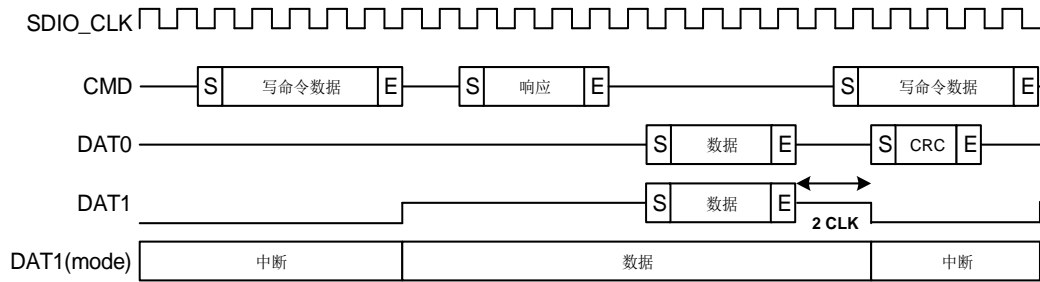 SDIO_CLK
CMD S 写命令数据 E S 响应 E S 写命令数据 E
DAT0 S 数据 E S CRC E
DAT1 S 数据 E
2 CLK
DAT1(mode) 中断 数据 中断